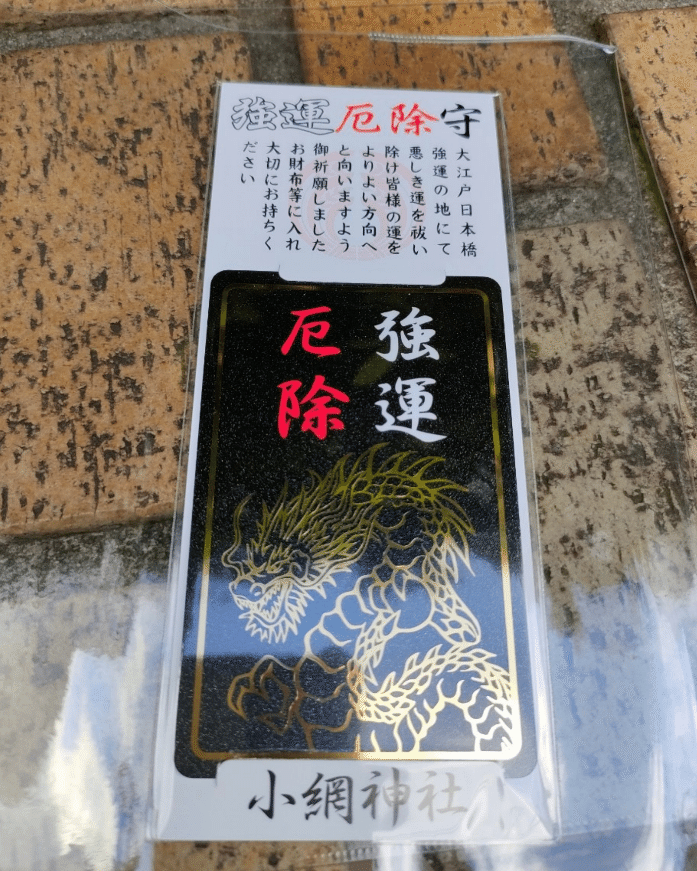 強運厄除守
大江戸日本橋
強運の地にて
悪しき運を祓い
除け皆様の運を
よりよい方向へ
と向いますよう
御祈願しました
お財布等に入れ
大切にお持ちく
ださい
強運
厄除
小網神社